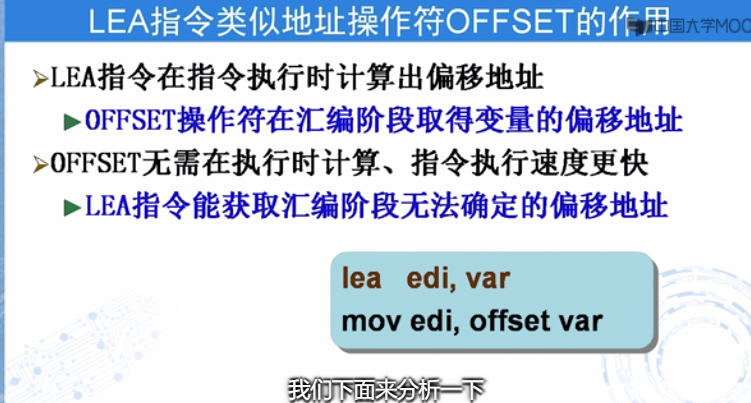 LEA指令类似地址操作符OFFSET的作用
中国大学MOO
LEA指令在指令执行时计算出偏移地址
OFFSET操作符在汇编阶段取得变量的偏移地址
OFFSET无需在执行时计算、指令执行速度更快
LEA指令能获取汇编阶段无法确定的偏移地址
lea edi, var
mov edi, offset var
我们下面来分析一下